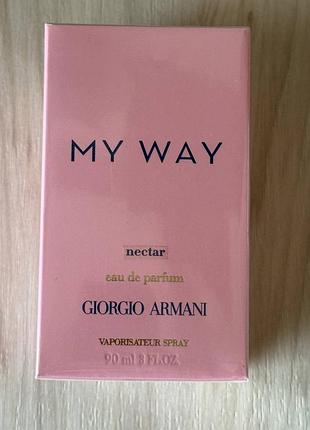 MY WAY
nectar
eau de parfum
GIORGIO ARMANI
VAPORISATEUR SPRAY
90 ml 3 FL.OZ